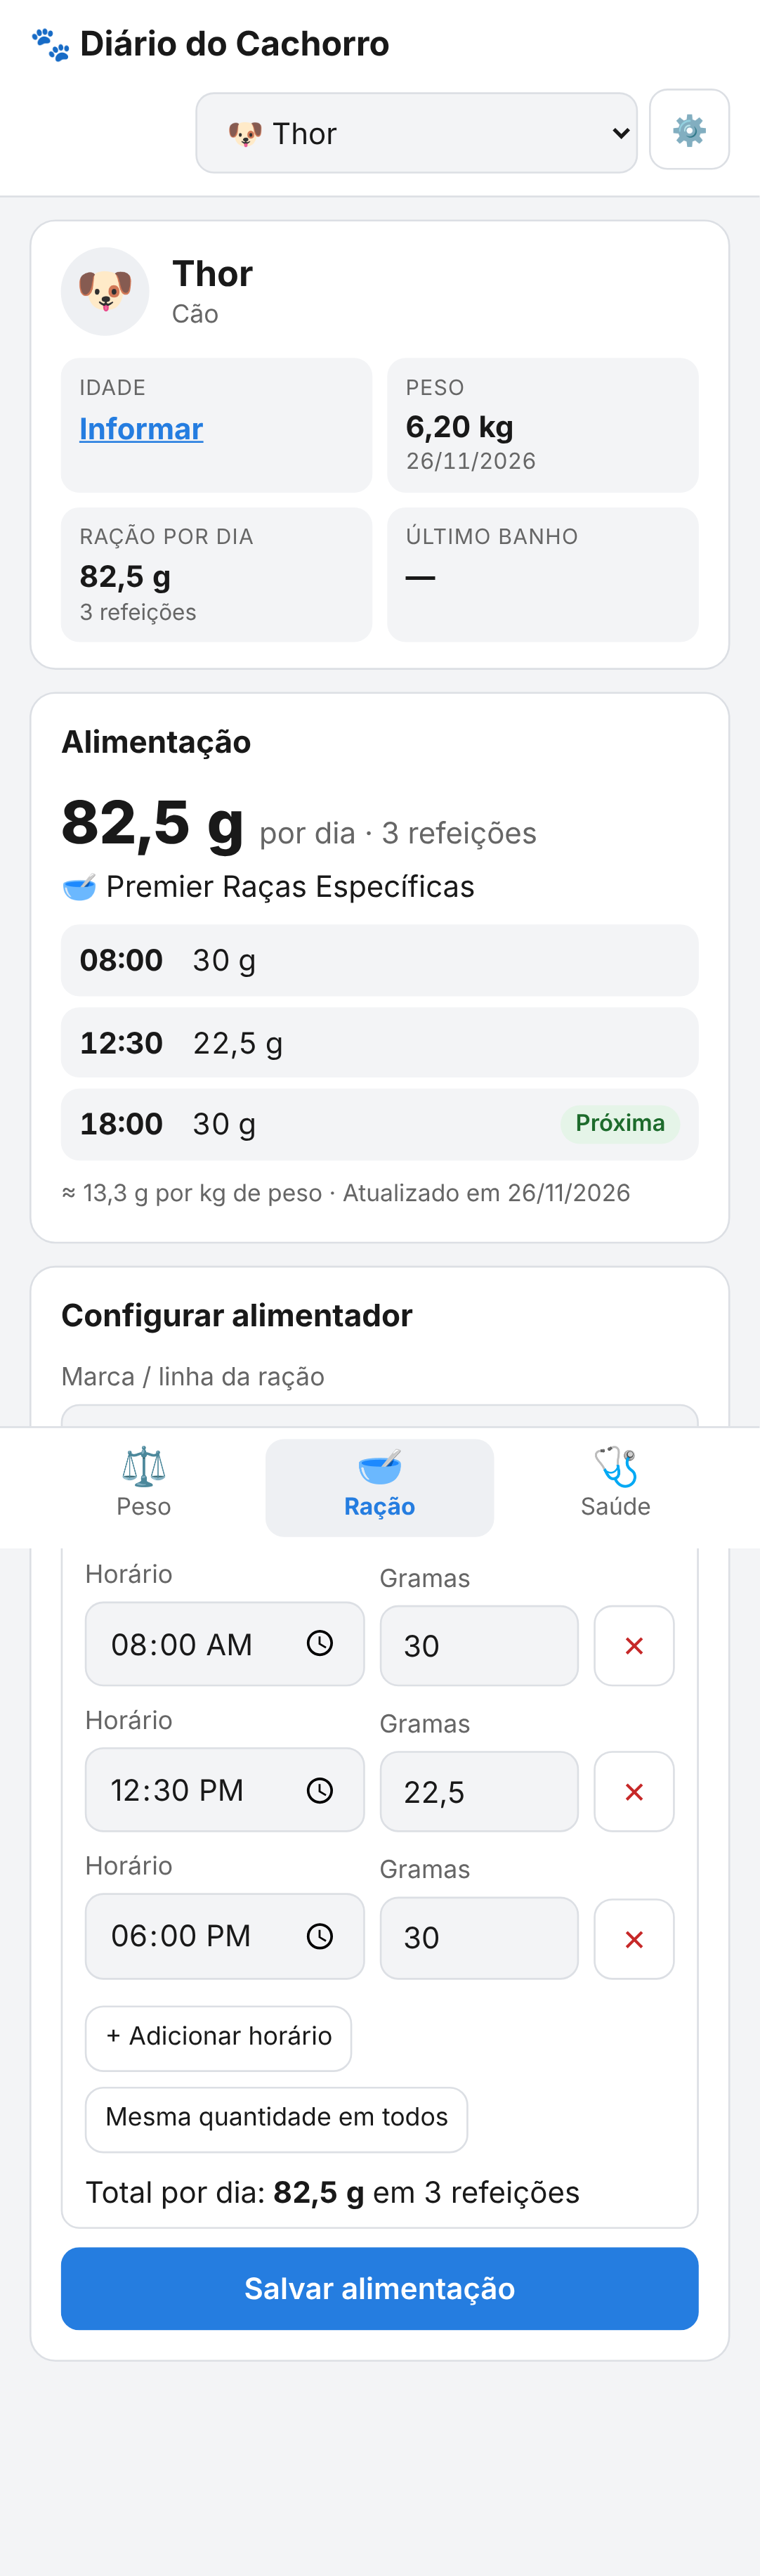 🐾 Diário do Cachorro
🐶 Thor
Thor
Cão
IDADE
Informar
PESO
6,20 kg
26/11/2026
RAÇÃO POR DIA
82,5 g
3 refeições
ÚLTIMO BANHO
—
Alimentação
82,5 g por dia · 3 refeições
🥣 Premier Raças Específicas
08:00 30 g
12:30 22,5 g
18:00 30 g Próxima
≈ 13,3 g por kg de peso · Atualizado em 26/11/2026
Configurar alimentador
Marca / linha da ração
Peso
Ração
Saúde
Horário Gramas
08:00 AM 30 ✕
Horário Gramas
12:30 PM 22,5 ✕
Horário Gramas
06:00 PM 30 ✕
+ Adicionar horário
Mesma quantidade em todos
Total por dia: 82,5 g em 3 refeições
Salvar alimentação